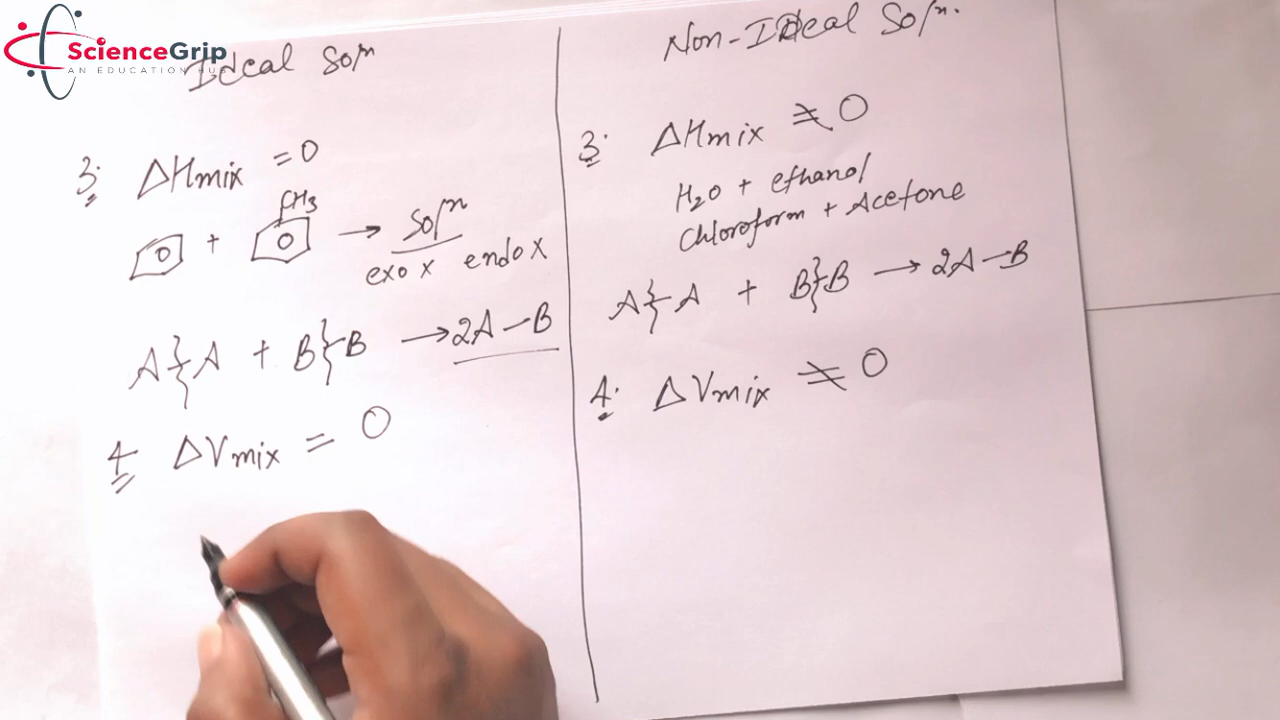 ScienceGrip
AN EDUCATION HUB
Ideal Solⁿ
3: ΔHmix = 0
CH3
+ → Solⁿ
exo x endo x
A}A + B}B → 2A-B
4 ΔVmix = 0
Non-Ideal Solⁿ.
3: ΔHmix ≠ 0
H2O + ethanol
Chloroform + Acetone
A}A + B}B → 2A-B
4: ΔVmix ≠ 0